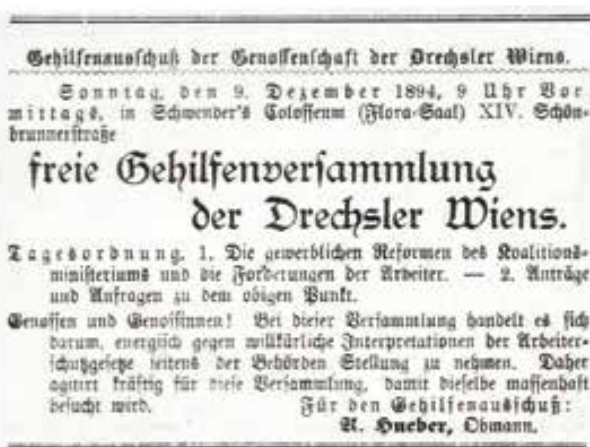 Gehilfenausschuß der Genossenschaft der Drechsler Wiens.
Sonntag, den 9. Dezember 1894, 9 Uhr Vor
mittags, in Schwender's Colosseum (Flora-Saal) XIV. Schön-
brunnerstraße
freie Gehilfenversammlung
der Drechsler Wiens.
Tagesordnung. 1. Die gewerblichen Reformen des Koalitions-
ministeriums und die Forderungen der Arbeiter. — 2. Anträge
und Anfragen zu dem obigen Punkt.
Genossen und Genossinnen! Bei dieser Versammlung handelt es sich
darum, energisch gegen willkürliche Interpretationen der Arbeiter-
schutzgesetze seitens der Behörden Stellung zu nehmen. Daher
agitirt kräftig für diese Versammlung, damit dieselbe massenhaft
besucht wird. Für den Gehilfenausschuß:
A. Hueber, Obmann.